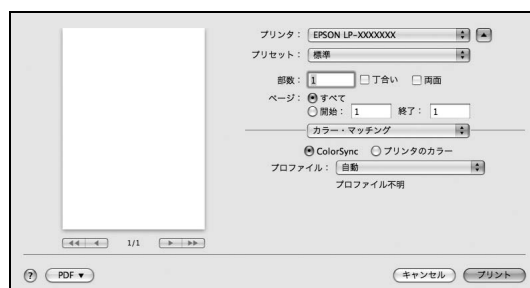 プリンタ： EPSON LP-XXXXXXX
プリセット： 標準
部数： 1 丁合い 両面
ページ： すべて
開始： 1 終了： 1
カラー・マッチング
ColorSync プリンタのカラー
プロファイル： 自動
プロファイル不明
1/1
? PDF▼ キャンセル プリント